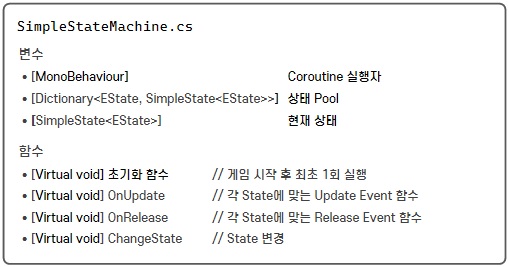 SimpleStateMachine.cs
변수
• [MonoBehaviour] Coroutine 실행자
• [Dictionary<EState, SimpleState<EState>>] 상태 Pool
• [SimpleState<EState>] 현재 상태
함수
• [Virtual void] 초기화 함수 // 게임 시작 후 최초 1회 실행
• [Virtual void] OnUpdate // 각 State에 맞는 Update Event 함수
• [Virtual void] OnRelease // 각 State에 맞는 Release Event 함수
• [Virtual void] ChangeState // State 변경